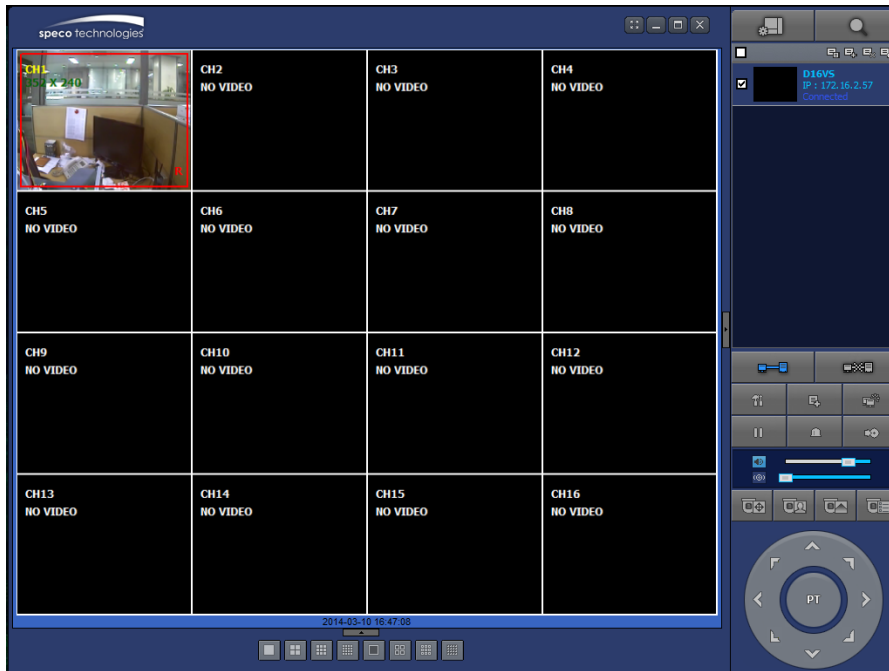 speco technologies
CH1
352 X 240
R
CH2
NO VIDEO
CH3
NO VIDEO
CH4
NO VIDEO
CH5
NO VIDEO
CH6
NO VIDEO
CH7
NO VIDEO
CH8
NO VIDEO
CH9
NO VIDEO
CH10
NO VIDEO
CH11
NO VIDEO
CH12
NO VIDEO
CH13
NO VIDEO
CH14
NO VIDEO
CH15
NO VIDEO
CH16
NO VIDEO
2014-03-10 16:47:08
D16VS
IP : 172.16.2.57
Connected
PT